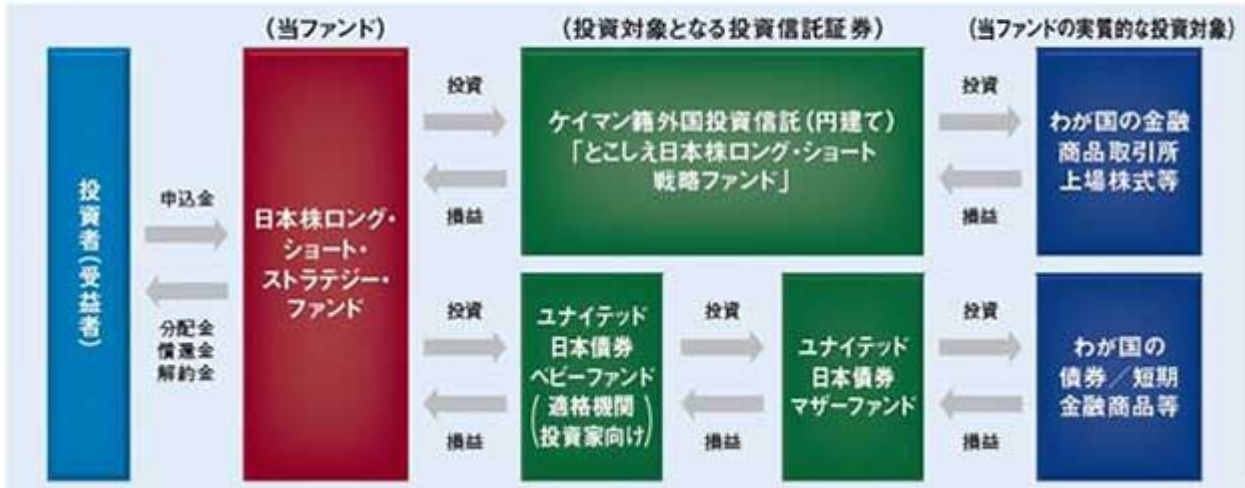 (当ファンド)
(投資対象となる投資信託証券)
(当ファンドの実質的な投資対象)
投資者(受益者)
申込金
分配金
償還金
解約金
日本株ロング・
ショート・
ストラテジー・
ファンド
投資
損益
ケイマン籍外国投資信託(円建て)
「とこしえ日本株ロング・ショート
戦略ファンド」
投資
損益
わが国の金融
商品取引所
上場株式等
投資
損益
ユナイテッド
日本債券
ベビーファンド
(適格機関
投資家向け)
投資
損益
ユナイテッド
日本債券
マザーファンド
投資
損益
わが国の
債券/短期
金融商品等